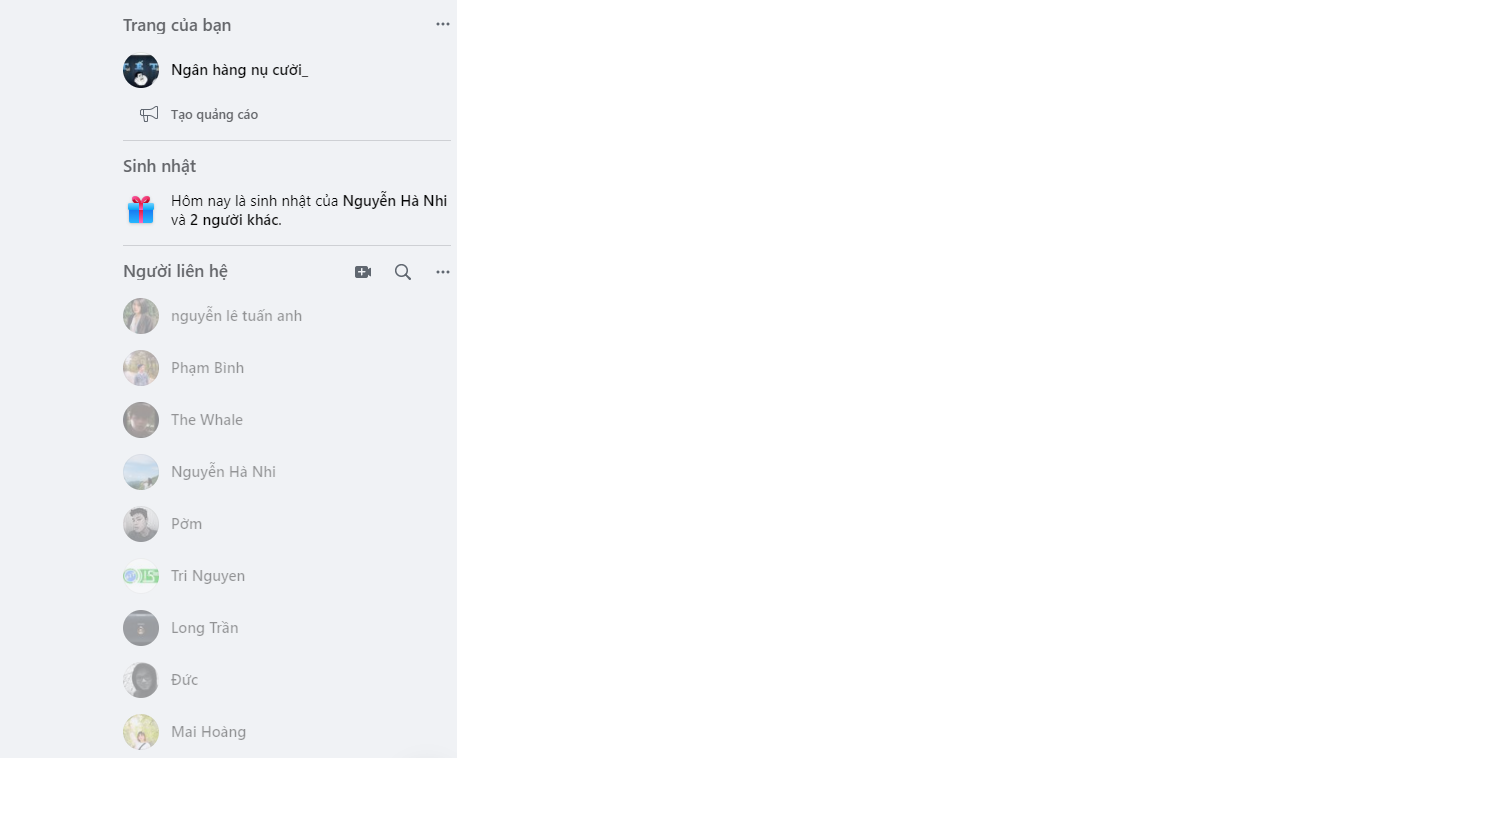 Trang của bạn
Ngân hàng nụ cười_
Tạo quảng cáo
Sinh nhật
Hôm nay là sinh nhật của Nguyễn Hà Nhi
và 2 người khác.
Người liên hệ
nguyễn lê tuấn anh
Phạm Bình
The Whale
Nguyễn Hà Nhi
Pờm
Tri Nguyen
Long Trần
Đức
Mai Hoàng